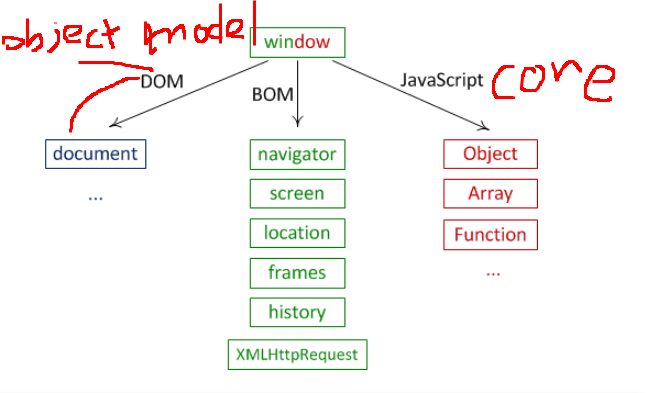 object model
window
DOM
BOM
JavaScript
core
document
...
navigator
screen
location
frames
history
XMLHttpRequest
Object
Array
Function
...